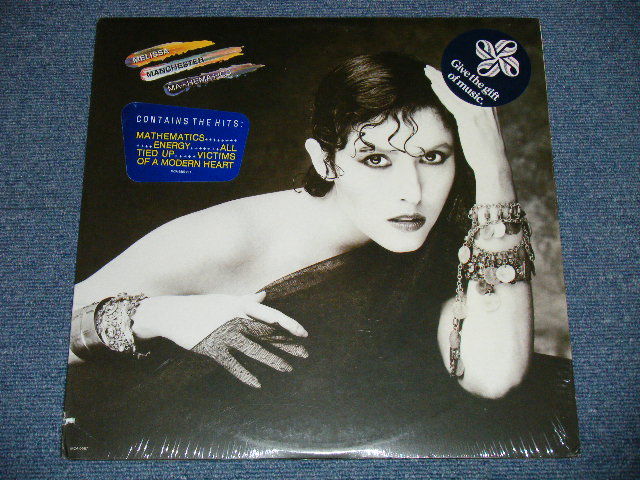 MELISSA
MANCHESTER
MATHEMATICS
Give the gift
of music.
CONTAINS THE HITS:
MATHEMATICS........
....ENERGY.......ALL
TIED UP.....VICTIMS
OF A MODERN HEART